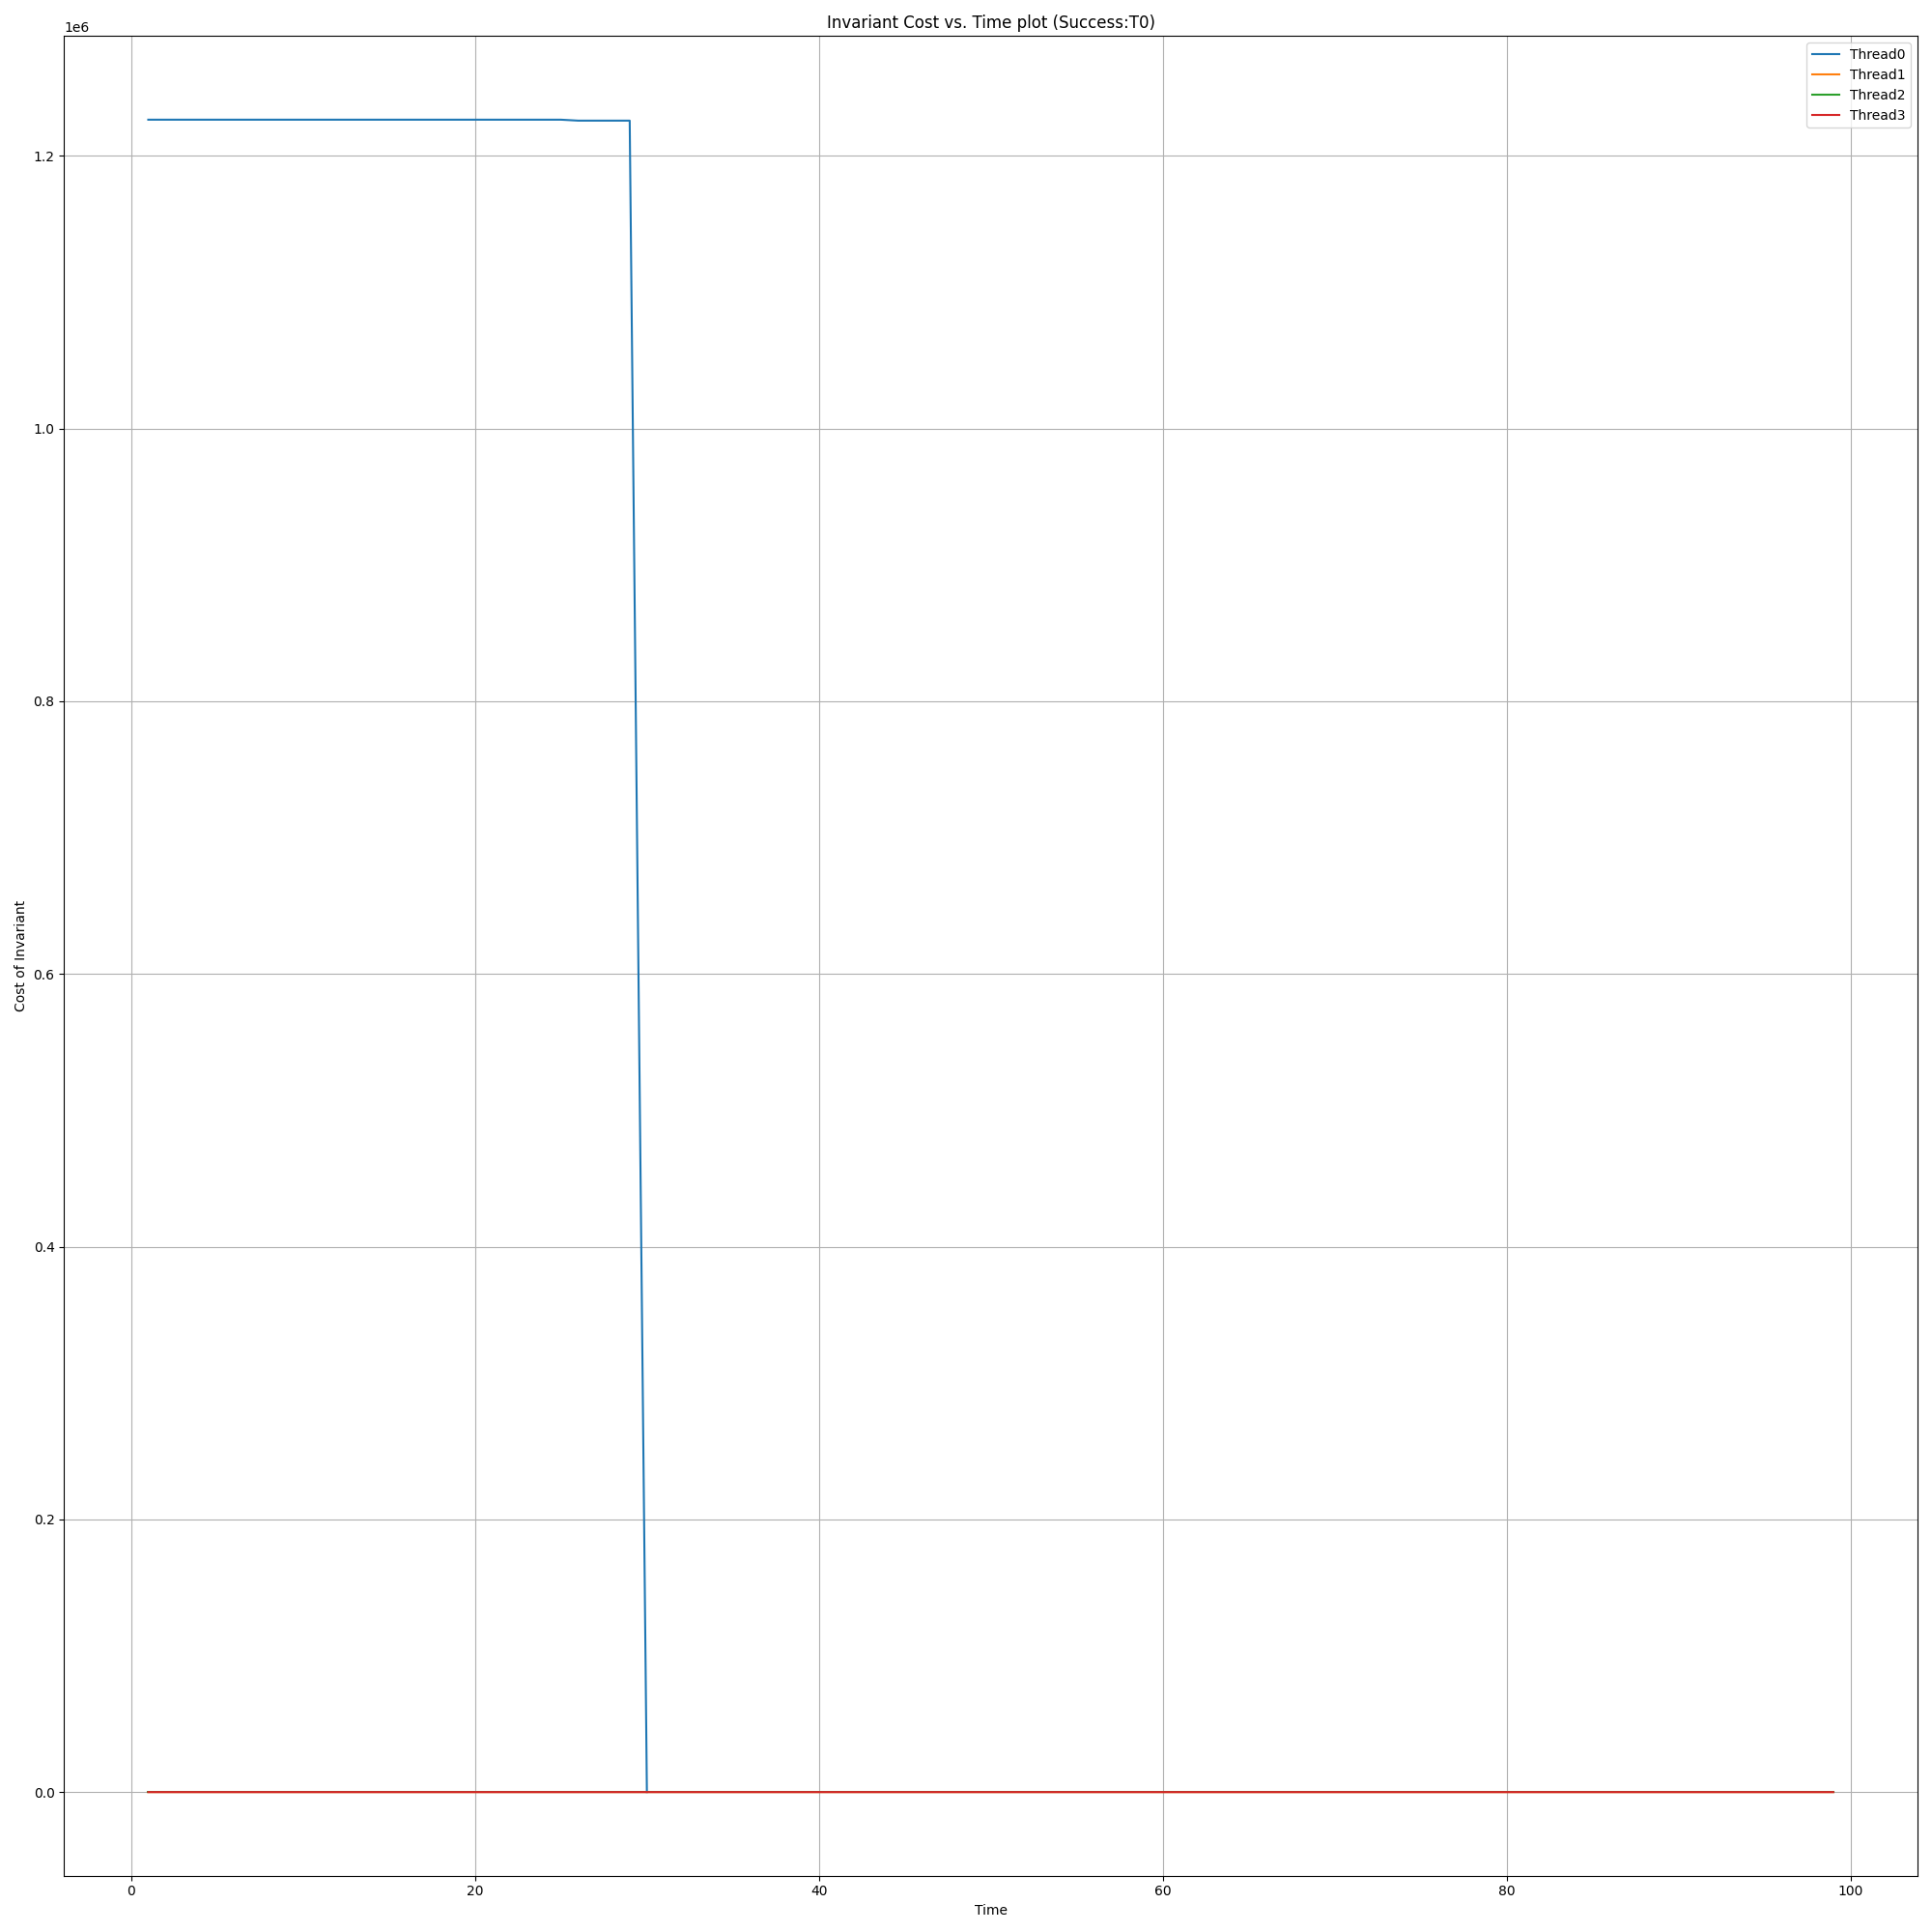 Invariant Cost vs. Time plot (Success:T0)
1e6
Thread0
Thread1
Thread2
Thread3
1.2
1.0
0.8
0.6
0.4
0.2
0.0
Cost of Invariant
0 20 40 60 80 100
Time